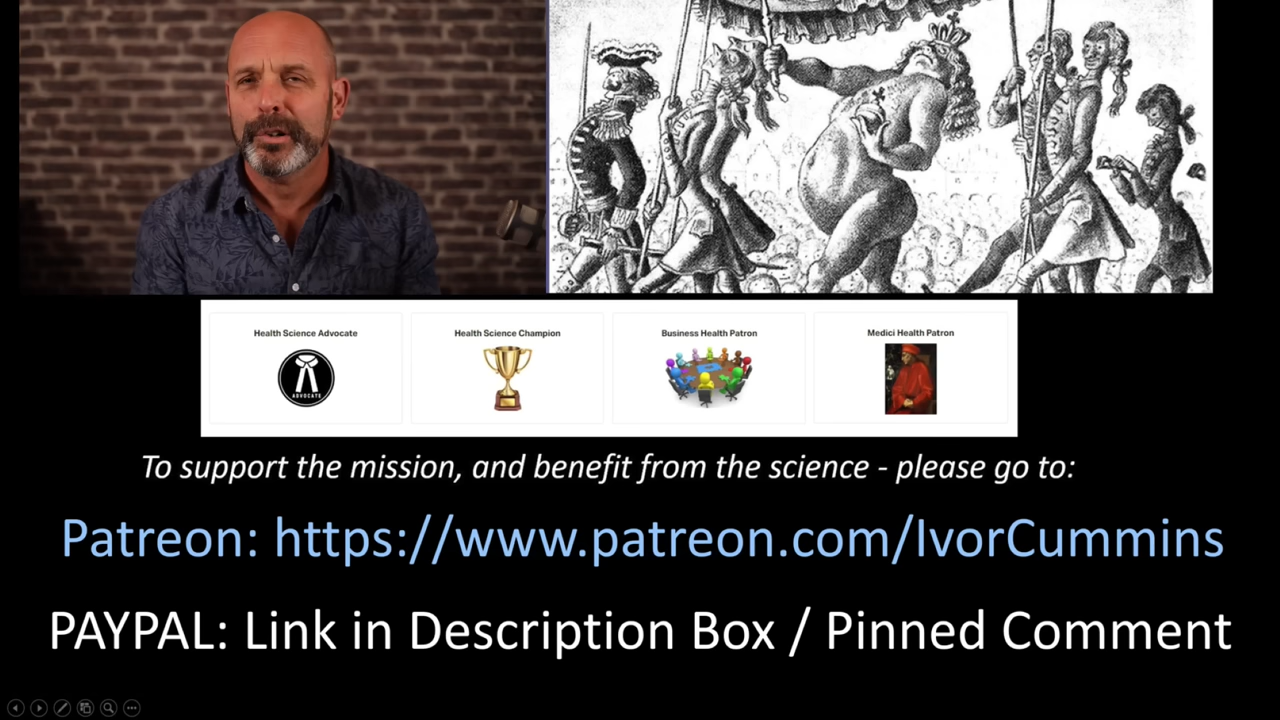 Health Science Advocate
Health Science Champion
Business Health Patron
Medici Health Patron
ADVOCATE
To support the mission, and benefit from the science - please go to:
Patreon: https://www.patreon.com/IvorCummins
PAYPAL: Link in Description Box / Pinned Comment